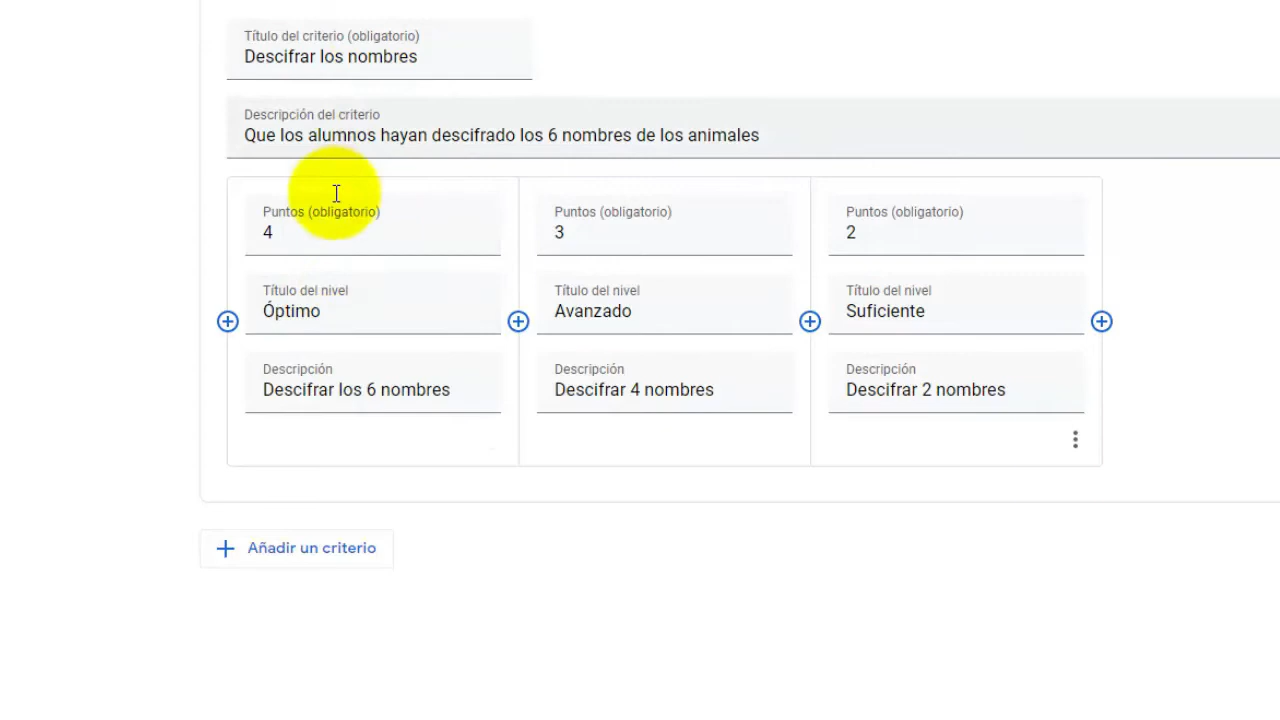 Título del criterio (obligatorio)
Descifrar los nombres
Descripción del criterio
Que los alumnos hayan descifrado los 6 nombres de los animales
Puntos (obligatorio)
4
Título del nivel
Óptimo
Descripción
Descifrar los 6 nombres
Puntos (obligatorio)
3
Título del nivel
Avanzado
Descripción
Descifrar 4 nombres
Puntos (obligatorio)
2
Título del nivel
Suficiente
Descripción
Descifrar 2 nombres
Añadir un criterio